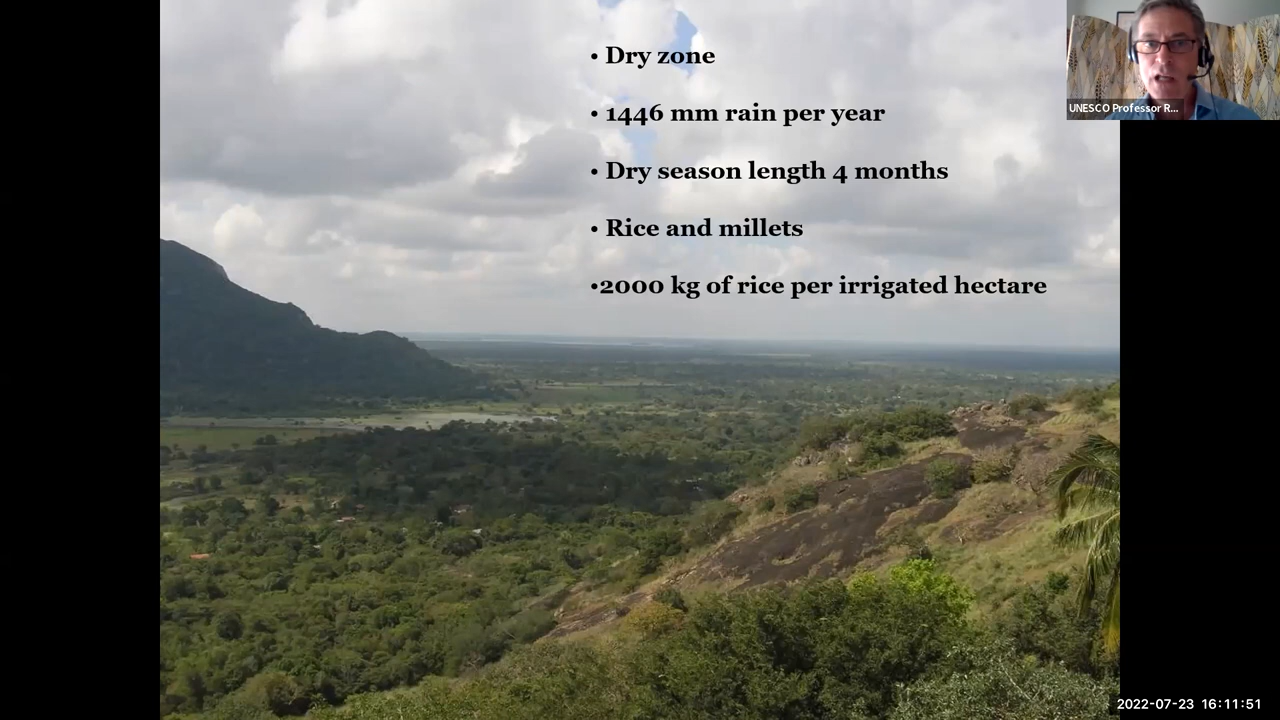 • Dry zone
• 1446 mm rain per year
• Dry season length 4 months
• Rice and millets
•2000 kg of rice per irrigated hectare
UNESCO Professor R...
2022-07-23 16:11:51